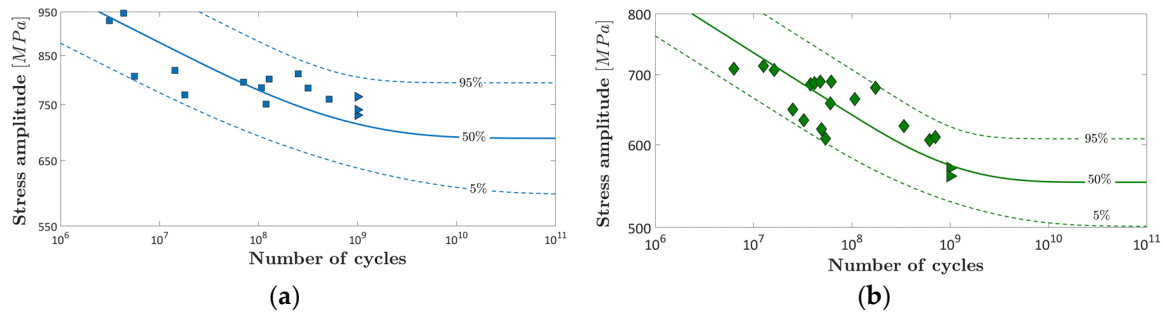 950
850
750
650
550
Stress amplitude [MPa]
95%
50%
5%
10^6 10^7 10^8 10^9 10^10 10^11
Number of cycles
(a)
800
700
600
500
Stress amplitude [MPa]
95%
50%
5%
10^6 10^7 10^8 10^9 10^10 10^11
Number of cycles
(b)